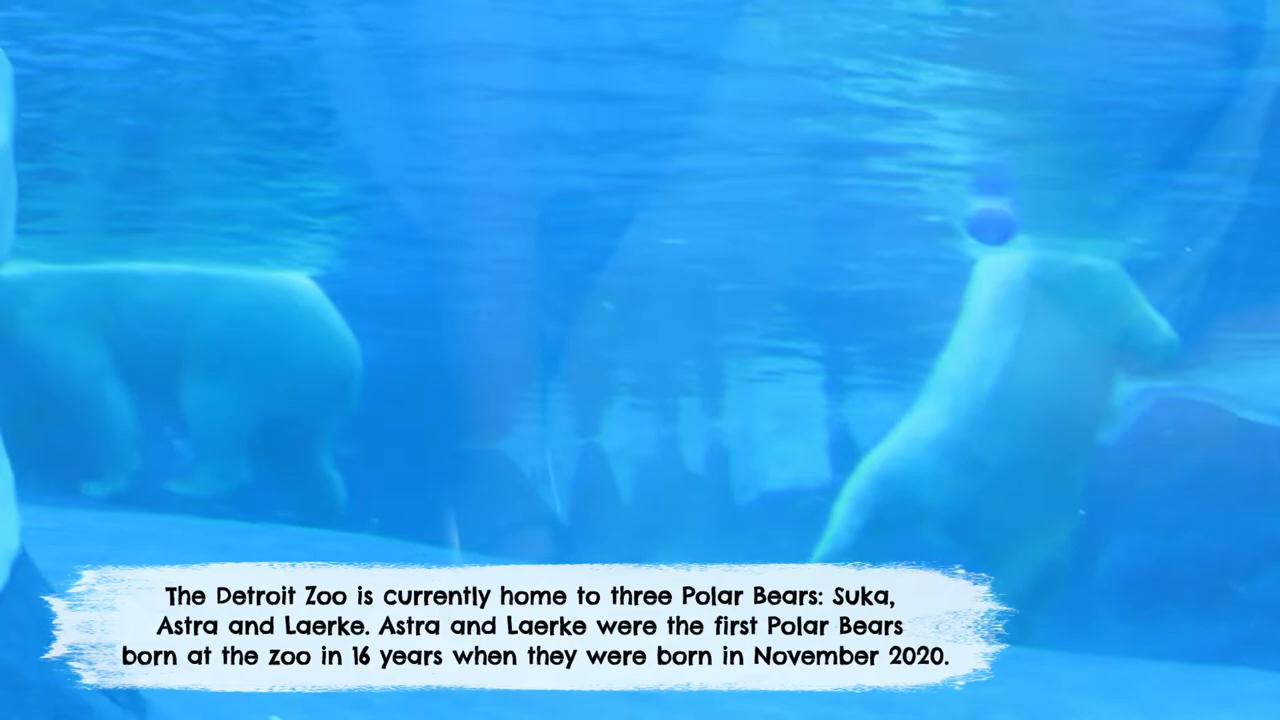 The Detroit Zoo is currently home to three Polar Bears: Suka,
Astra and Laerke. Astra and Laerke were the first Polar Bears
born at the zoo in 16 years when they were born in November 2020.